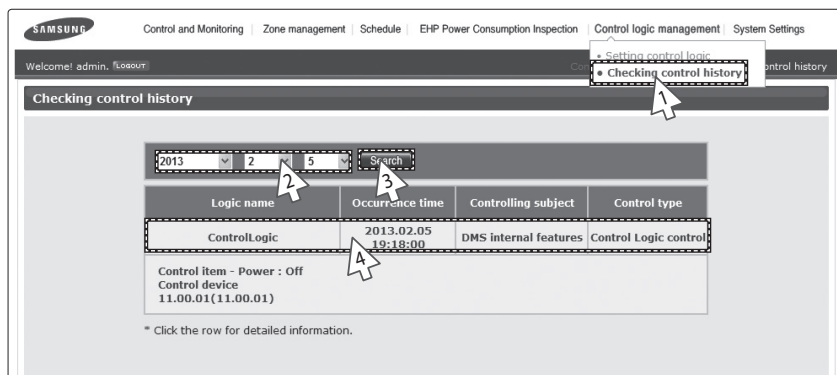 SAMSUNG
Control and Monitoring | Zone management | Schedule | EHP Power Consumption Inspection | Control logic management | System Settings
Welcome! admin. LOGOUT
• Setting control logic
• Checking control history
Con
ontrol history
Checking control history
2013 2 5 Search
1
2
3
Logic name Occurrence time Controlling subject Control type
ControlLogic 2013.02.05 19:18:00 DMS internal features Control Logic control
4
Control item - Power : Off
Control device
11.00.01(11.00.01)
* Click the row for detailed information.